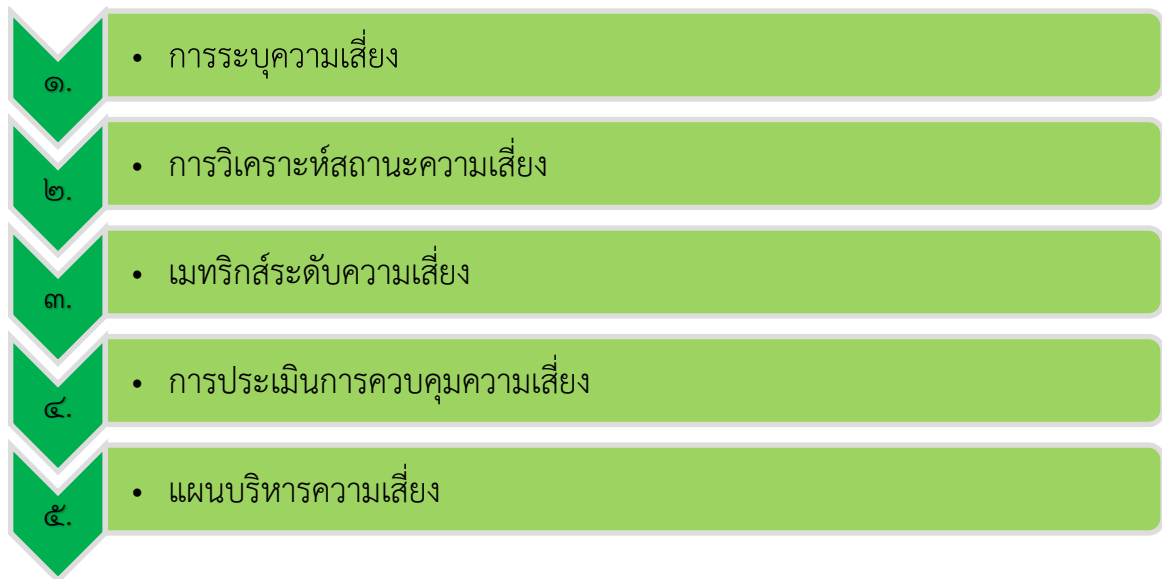 ๑. • การระบุความเสี่ยง
๒. • การวิเคราะห์สถานะความเสี่ยง
๓. • เมทริกส์ระดับความเสี่ยง
๔. • การประเมินการควบคุมความเสี่ยง
๕. • แผนบริหารความเสี่ยง